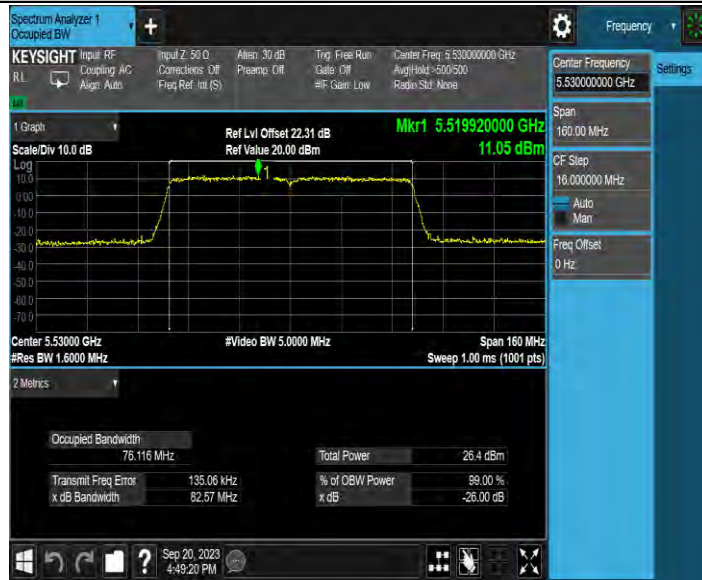 Spectrum Analyzer 1
Occupied BW
+
Frequency
KEYSIGHT
RL
Input: RF
Coupling: AC
Align: Auto
Input Z: 50 Ω
Corrections: Off
Freq Ref: Int (S)
Atten: 30 dB
Preamp: Off
Trig: Free Run
Gate: Off
#IF Gain: Low
Center Freq: 5.530000000 GHz
Avg|Hold:>500/500
Radio Std: None
Center Frequency
5.530000000 GHz
Settings
Span
160.00 MHz
CF Step
16.000000 MHz
Auto
Man
Freq Offset
0 Hz
1 Graph
Scale/Div 10.0 dB
Ref Lvl Offset 22.31 dB
Ref Value 20.00 dBm
Mkr1 5.519920000 GHz
11.05 dBm
Log
10.0
0.00
-10.0
-20.0
-30.0
-40.0
-50.0
-60.0
-70.0
1
Center 5.53000 GHz
#Res BW 1.6000 MHz
#Video BW 5.0000 MHz
Span 160 MHz
Sweep 1.00 ms (1001 pts)
2 Metrics
Occupied Bandwidth
76.116 MHz
Total Power 26.4 dBm
Transmit Freq Error 135.06 kHz
% of OBW Power 99.00 %
x dB Bandwidth 82.57 MHz
x dB -26.00 dB
?
Sep 20, 2023
4:49:20 PM